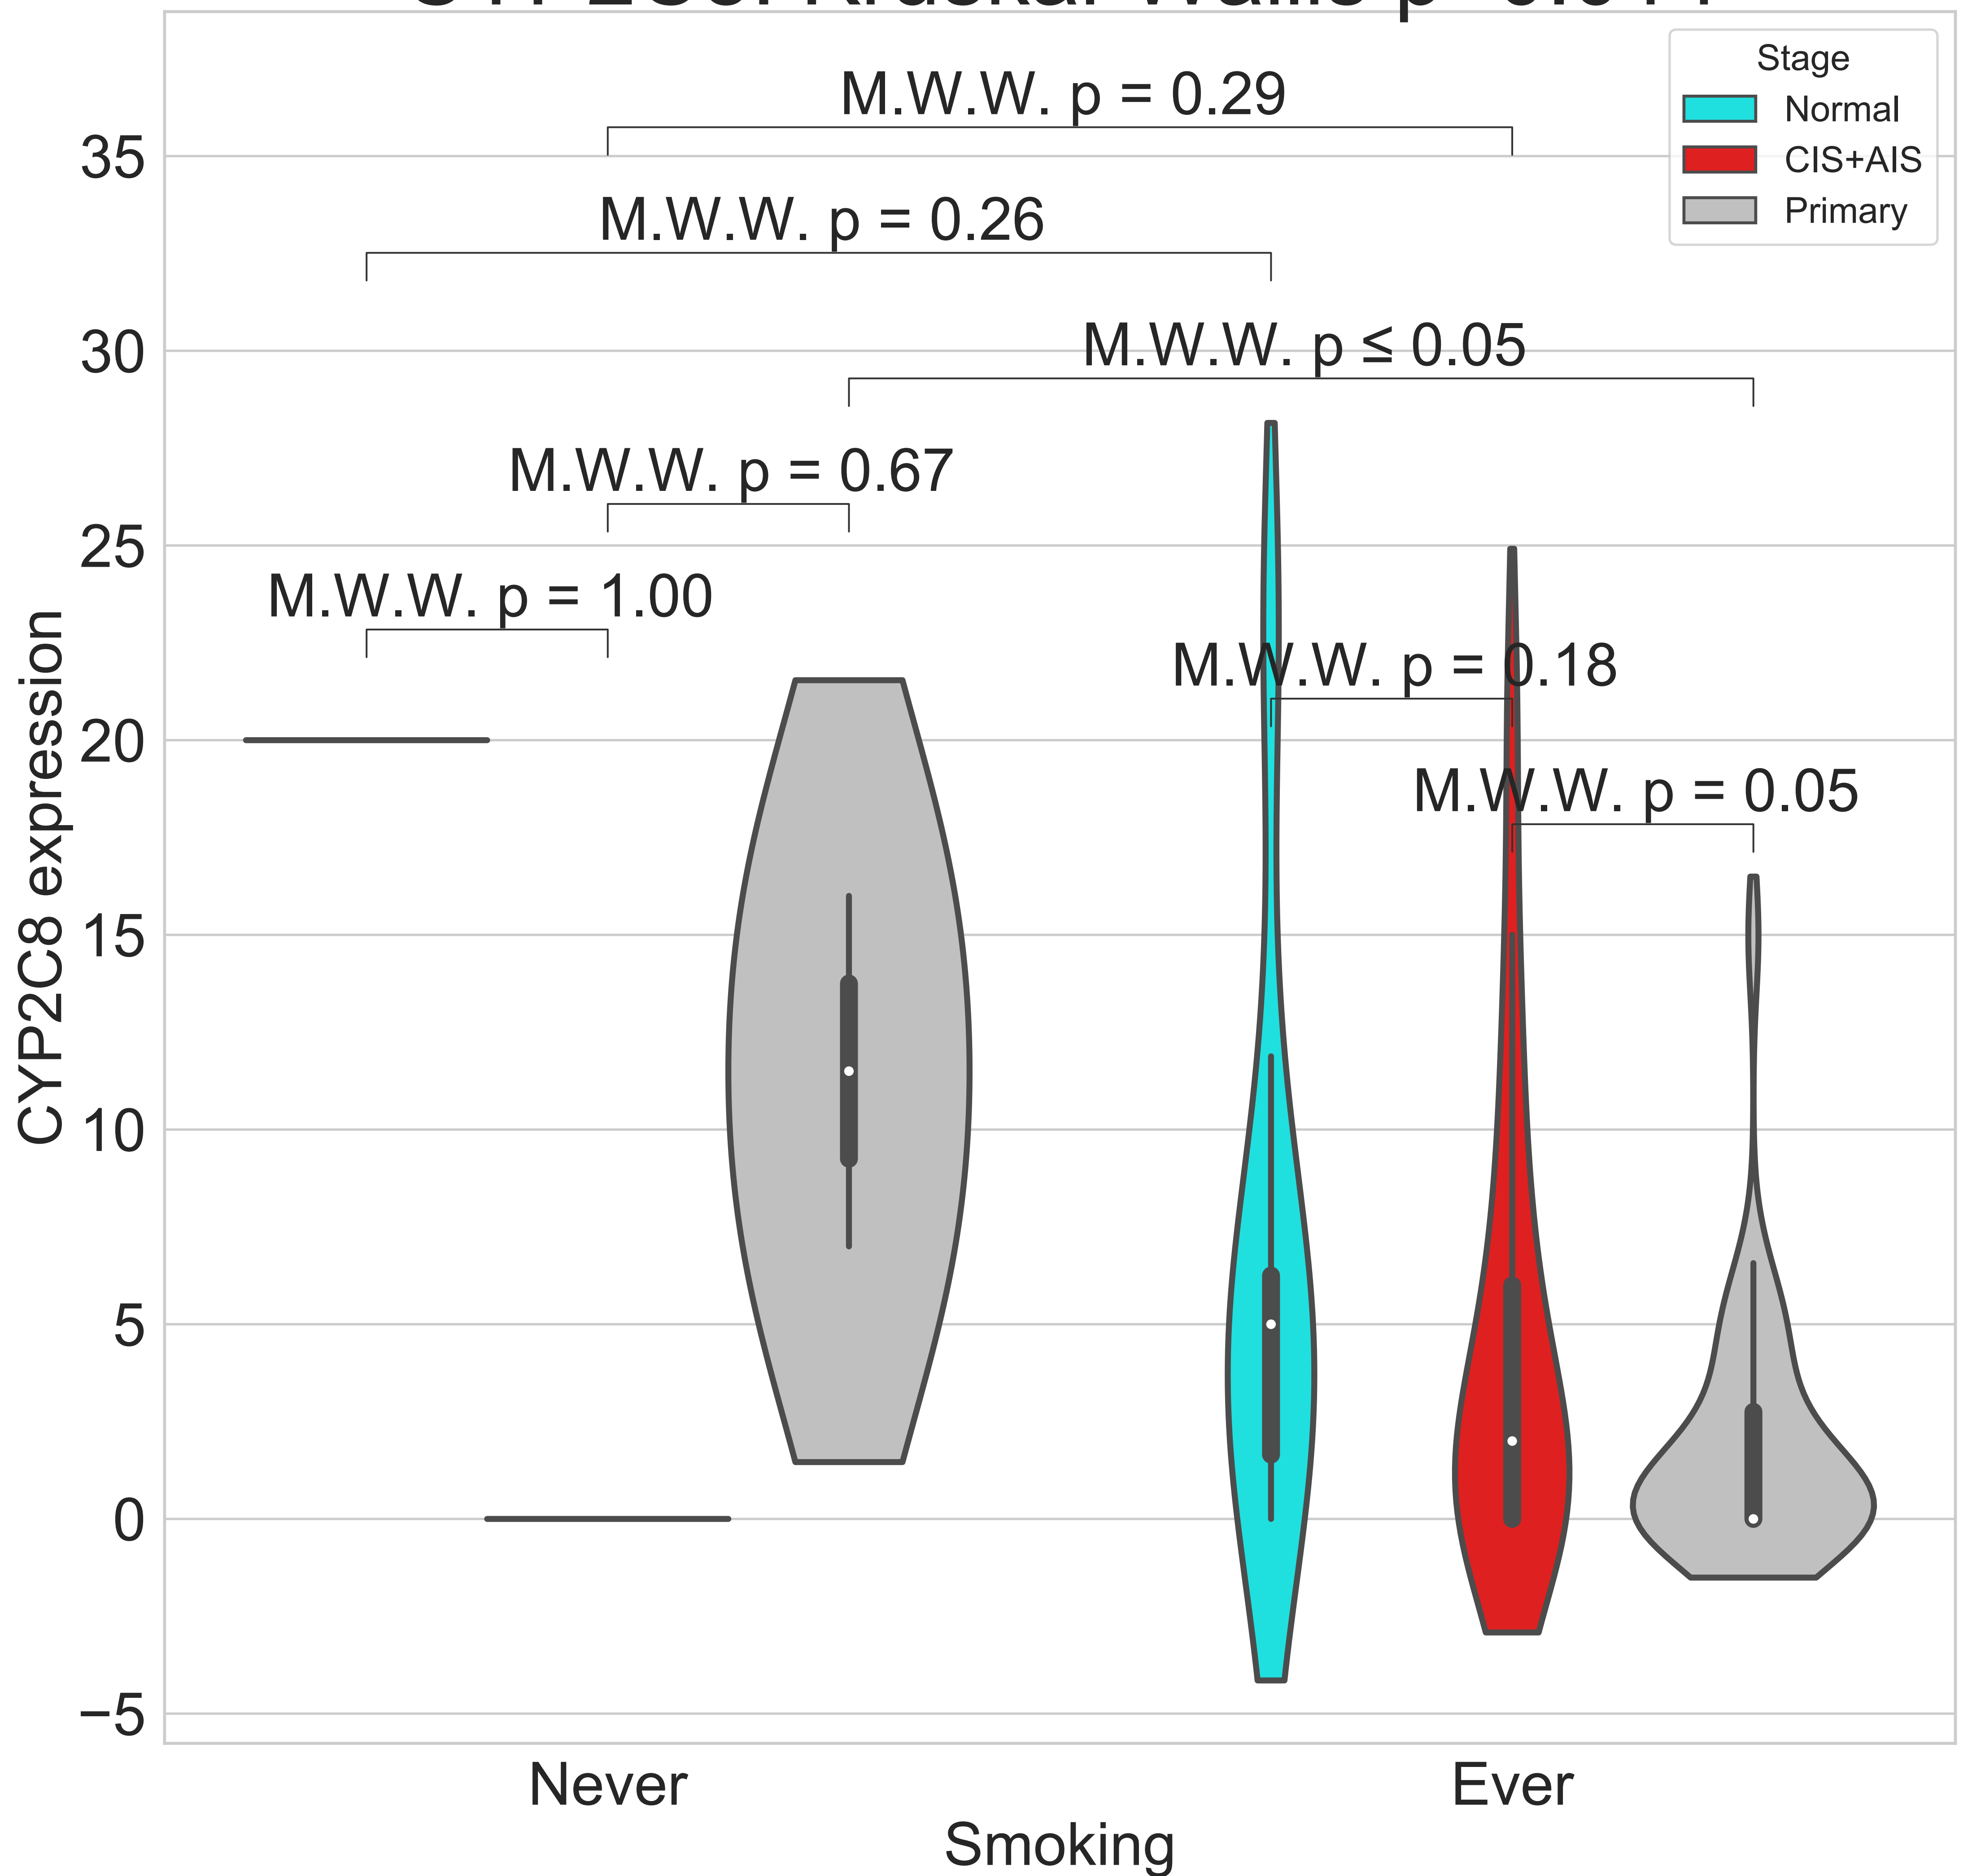 Stage
Normal
CIS+AIS
Primary
M.W.W. p = 0.29
M.W.W. p = 0.26
M.W.W. p ≤ 0.05
M.W.W. p = 0.67
M.W.W. p = 1.00
M.W.W. p = 0.18
M.W.W. p = 0.05
35
30
25
20
15
10
5
0
−5
CYP2C8 expression
Never
Ever
Smoking